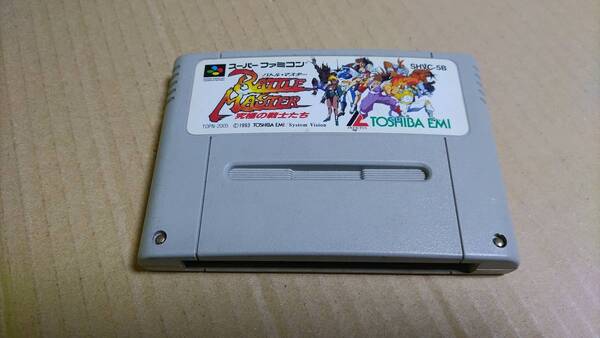 スーパーファミコン
SHVC-5B
バトル・マスター
BATTLE
MASTER
究極の戦士たち
TOSHIBA EMI
TOPN-2005 ©1993 TOSHIBA EMI / System Vision